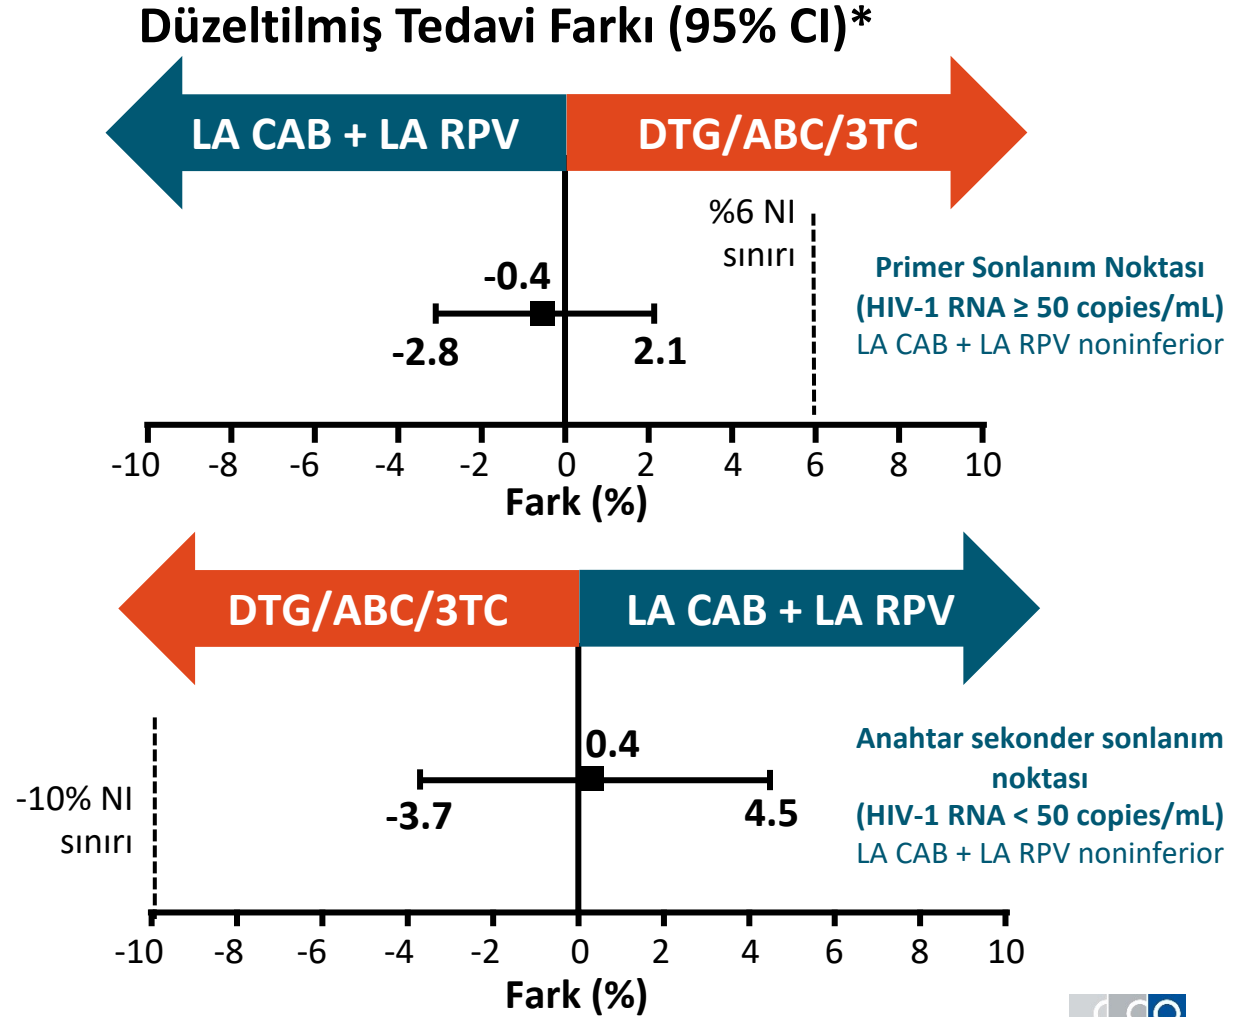 Düzeltilmiş Tedavi Farkı (95% CI)*
LA CAB + LA RPV
DTG/ABC/3TC
%6 NI
sınırı
-0.4
-2.8
2.1
Primer Sonlanım Noktası
(HIV-1 RNA ≥ 50 copies/mL)
LA CAB + LA RPV noninferior
-10 -8 -6 -4 -2 0 2 4 6 8 10
Fark (%)
DTG/ABC/3TC
LA CAB + LA RPV
-10% NI
sınırı
0.4
-3.7
4.5
Anahtar sekonder sonlanım
noktası
(HIV-1 RNA < 50 copies/mL)
LA CAB + LA RPV noninferior
-10 -8 -6 -4 -2 0 2 4 6 8 10
Fark (%)